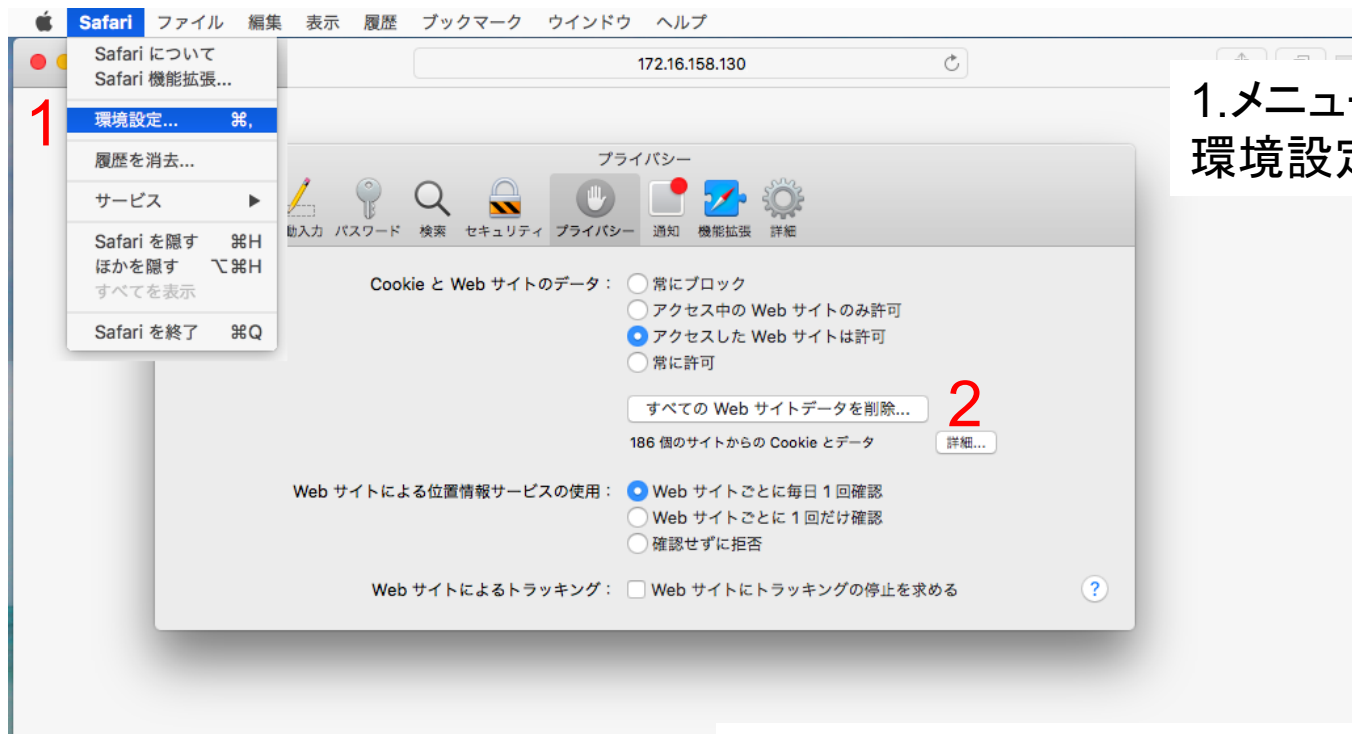 Safari ファイル 編集 表示 履歴 ブックマーク ウインドウ ヘルプ
Safari について
Safari 機能拡張...
環境設定... ⌘,
履歴を消去...
サービス ▶
Safari を隠す ⌘H
ほかを隠す ⌥⌘H
すべてを表示
Safari を終了 ⌘Q
1
172.16.158.130
1.メニュ
環境設
プライバシー
動入力 パスワード 検索 セキュリティ プライバシー 通知 機能拡張 詳細
Cookie と Web サイトのデータ： 常にブロック
アクセス中の Web サイトのみ許可
アクセスした Web サイトは許可
常に許可
すべての Web サイトデータを削除...
2
186 個のサイトからの Cookie とデータ 詳細...
Web サイトによる位置情報サービスの使用： Web サイトごとに毎日 1 回確認
Web サイトごとに 1 回だけ確認
確認せずに拒否
Web サイトによるトラッキング： Web サイトにトラッキングの停止を求める ?